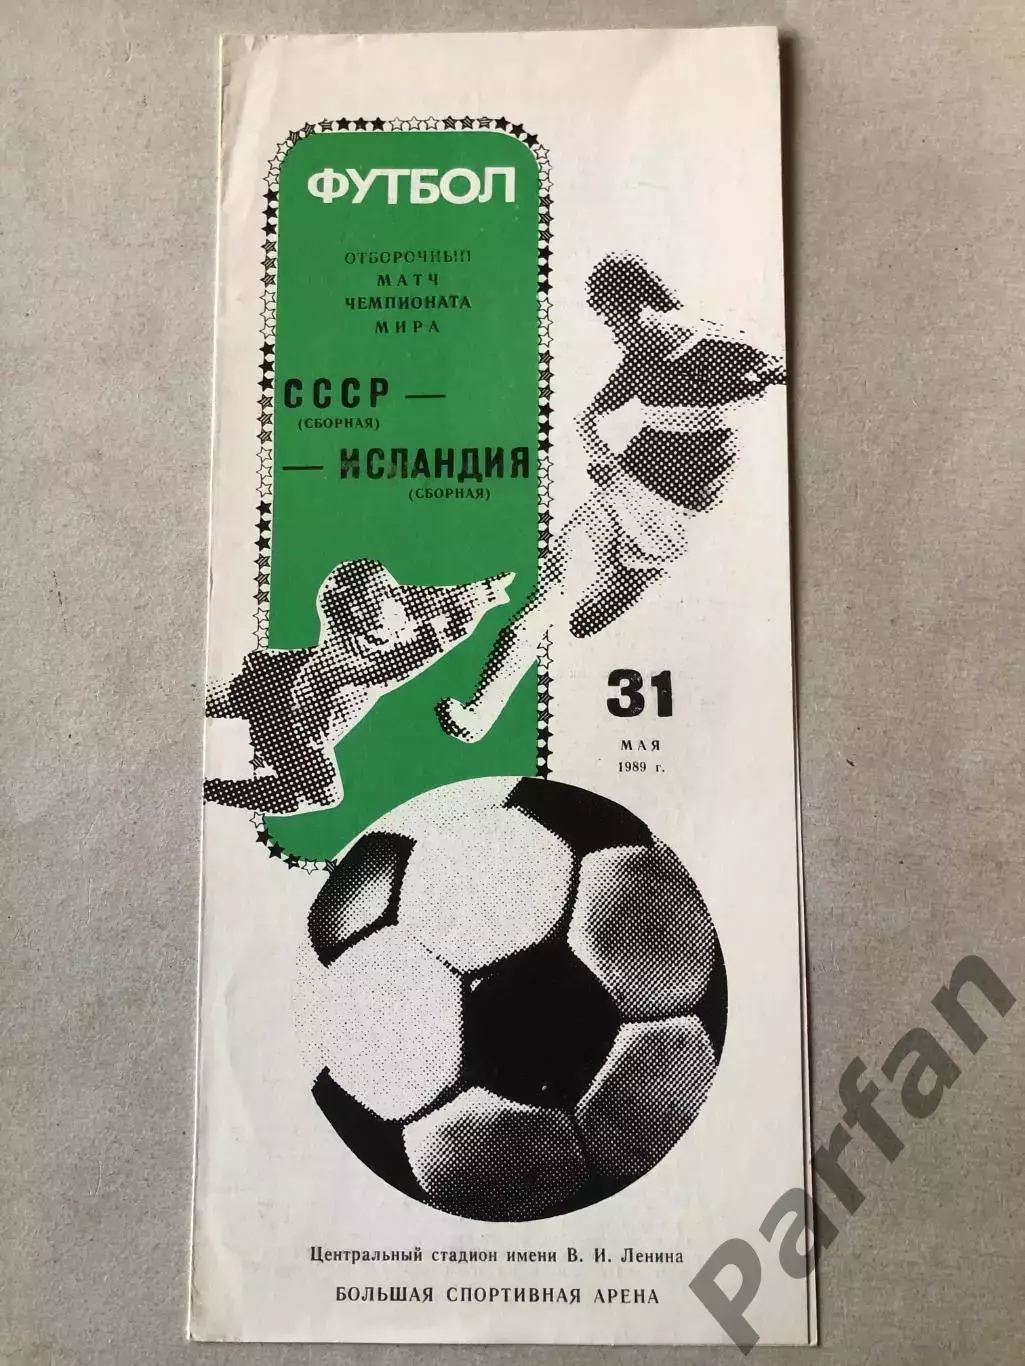 ФУТБОЛ
ОТБОРОЧНЫЙ
МАТЧ
ЧЕМПИОНАТА
МИРА
СССР —
(СБОРНАЯ)
— ИСЛАНДИЯ
(СБОРНАЯ)
31
МАЯ
1989 г.
Центральный стадион имени В. И. Ленина
БОЛЬШАЯ СПОРТИВНАЯ АРЕНА
Parfan